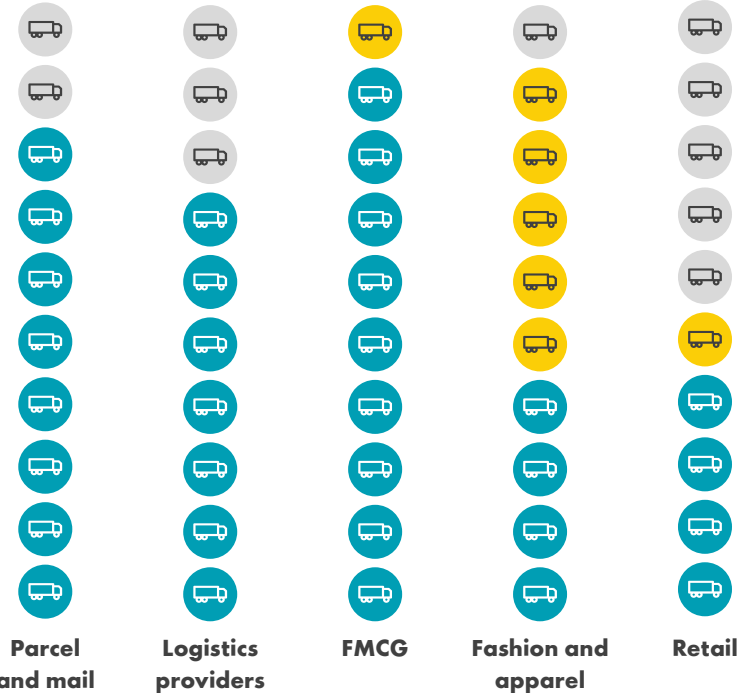 Parcel
and mail
Logistics
providers
FMCG
Fashion and
apparel
Retail